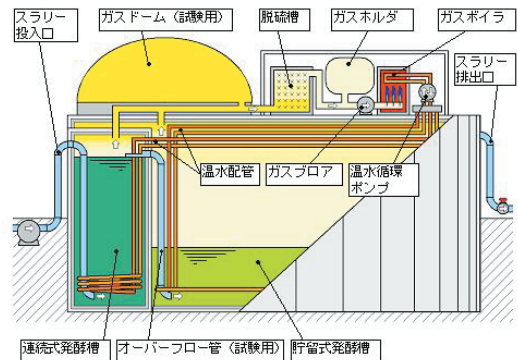 スラリー
投入口
ガスドーム（試験用）
脱硫槽
ガスホルダ
ガスボイラ
スラリー
排出口
温水配管
ガスブロア
温水循環
ポンプ
連続式発酵槽
オーバーフロー管（試験用）
貯留式発酵槽